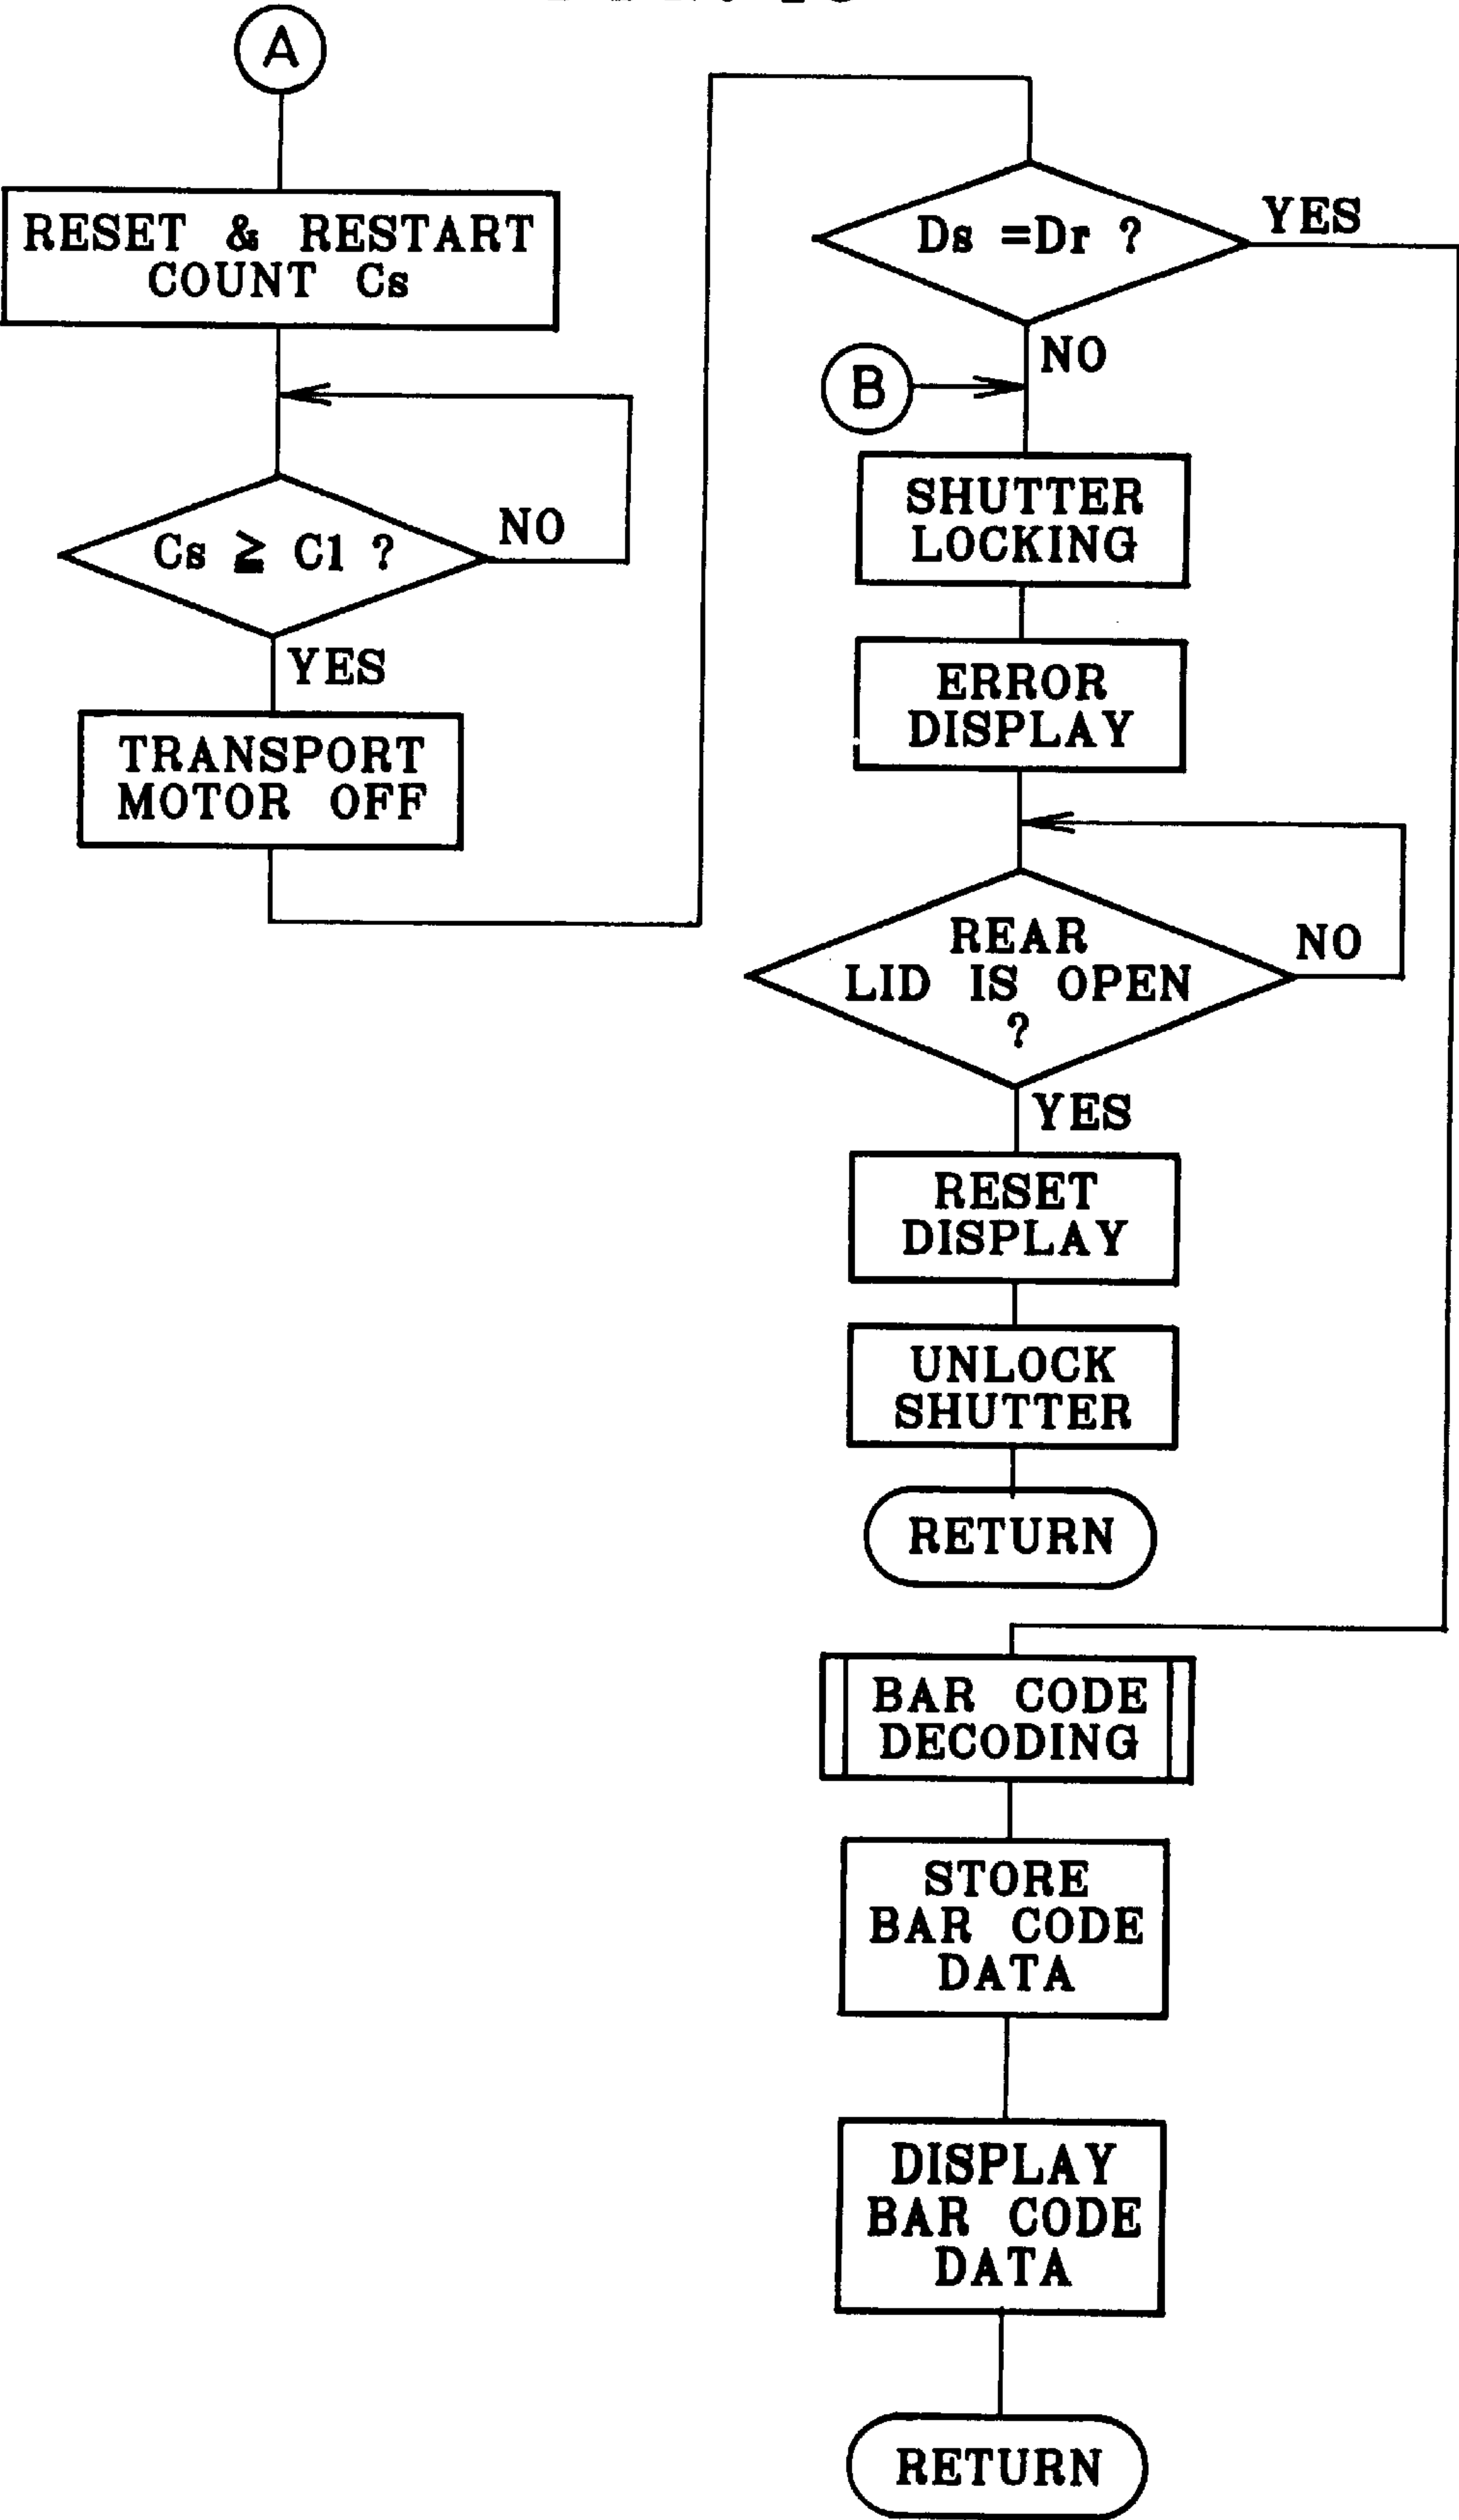 A
RESET & RESTART
COUNT Cs
Cs ≧ C1 ?
NO
YES
TRANSPORT
MOTOR OFF
Ds =Dr ?
YES
NO
B
SHUTTER
LOCKING
ERROR
DISPLAY
REAR
LID IS OPEN
?
NO
YES
RESET
DISPLAY
UNLOCK
SHUTTER
RETURN
BAR CODE
DECODING
STORE
BAR CODE
DATA
DISPLAY
BAR CODE
DATA
RETURN